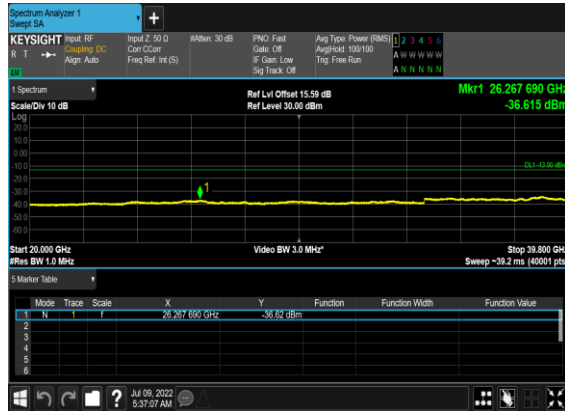 Spectrum Analyzer 1
Swept SA
+
KEYSIGHT Input: RF Input Z: 50 Ω #Atten: 30 dB PNO: Fast Avg Type: Power (RMS) 1 2 3 4 5 6
R T Coupling: DC Corr CCorr Gate: Off Avg|Hold: 100/100 A W W W W W
Align: Auto Freq Ref: Int (S) IF Gain: Low Trig: Free Run A N N N N N
Sig Track: Off
1 Spectrum Ref Lvl Offset 15.59 dB Mkr1 26.267 690 GHz
Scale/Div 10 dB Ref Level 30.00 dBm -36.615 dBm
Log
20.0
10.0
0.00
-10.0
DL1 -13.00 dBm
-20.0
1
-30.0
-40.0
-50.0
-60.0
Start 20.000 GHz Video BW 3.0 MHz* Stop 39.800 GHz
#Res BW 1.0 MHz Sweep ~39.2 ms (40001 pts)
5 Marker Table
Mode Trace Scale X Y Function Function Width Function Value
1 N 1 f 26.267 690 GHz -36.62 dBm
2
3
4
5
6
? Jul 09, 2022
5:37:07 AM